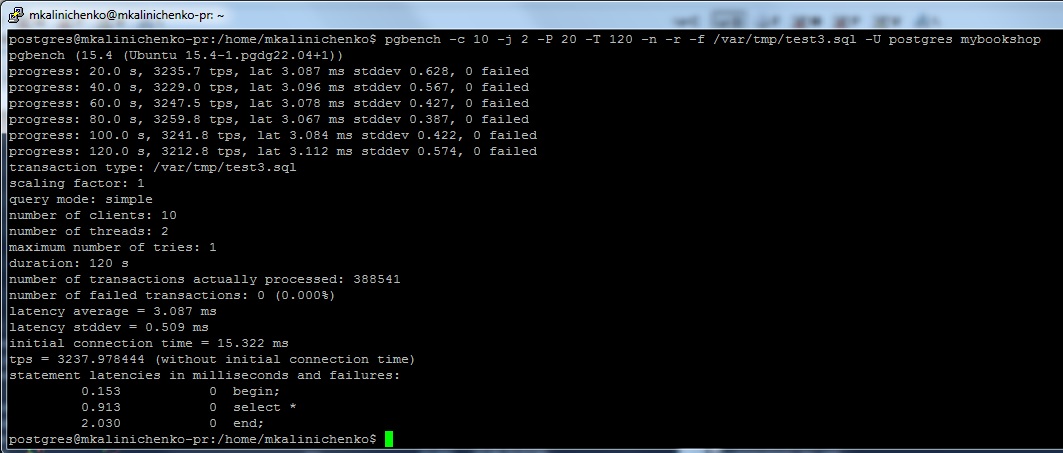 mkalinichenko@mkalinichenko-pr: ~
postgres@mkalinichenko-pr:/home/mkalinichenko$ pgbench -c 10 -j 2 -P 20 -T 120 -n -r -f /var/tmp/test3.sql -U postgres mybookshop
pgbench (15.4 (Ubuntu 15.4-1.pgdg22.04+1))
progress: 20.0 s, 3235.7 tps, lat 3.087 ms stddev 0.628, 0 failed
progress: 40.0 s, 3229.0 tps, lat 3.096 ms stddev 0.567, 0 failed
progress: 60.0 s, 3247.5 tps, lat 3.078 ms stddev 0.427, 0 failed
progress: 80.0 s, 3259.8 tps, lat 3.067 ms stddev 0.387, 0 failed
progress: 100.0 s, 3241.8 tps, lat 3.084 ms stddev 0.422, 0 failed
progress: 120.0 s, 3212.8 tps, lat 3.112 ms stddev 0.574, 0 failed
transaction type: /var/tmp/test3.sql
scaling factor: 1
query mode: simple
number of clients: 10
number of threads: 2
maximum number of tries: 1
duration: 120 s
number of transactions actually processed: 388541
number of failed transactions: 0 (0.000%)
latency average = 3.087 ms
latency stddev = 0.509 ms
initial connection time = 15.322 ms
tps = 3237.978444 (without initial connection time)
statement latencies in milliseconds and failures:
0.153 0 begin;
0.913 0 select *
2.030 0 end;
postgres@mkalinichenko-pr:/home/mkalinichenko$